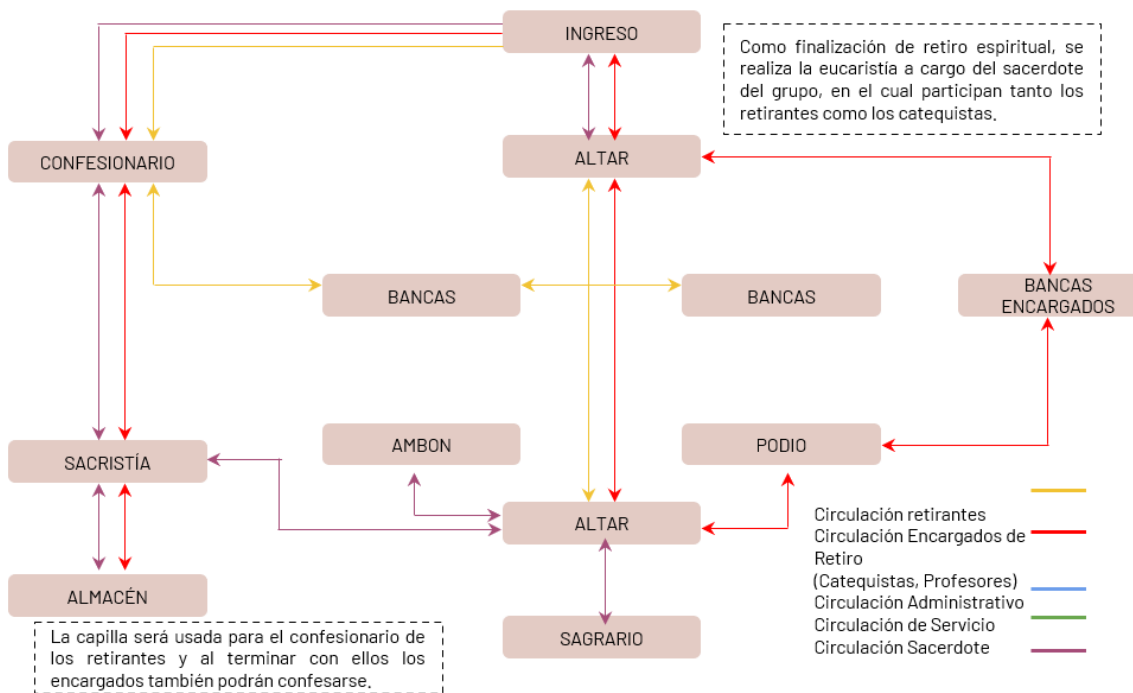 INGRESO
Como finalización de retiro espiritual, se
realiza la eucaristía a cargo del sacerdote
del grupo, en el cual participan tanto los
retirantes como los catequistas.
CONFESIONARIO
ALTAR
BANCAS
BANCAS
BANCAS
ENCARGADOS
AMBON
PODIO
SACRISTÍA
ALTAR
Circulación retirantes
Circulación Encargados de
Retiro
(Catequistas, Profesores)
Circulación Administrativo
Circulación de Servicio
Circulación Sacerdote
ALMACÉN
SAGRARIO
La capilla será usada para el confesionario de
los retirantes y al terminar con ellos los
encargados también podrán confesarse.